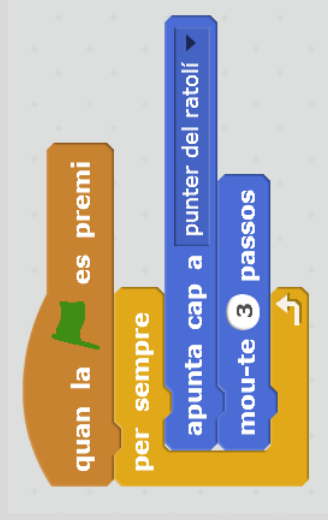 quan la es premi
per sempre
apunta cap a punter del ratolí
mou-te 3 passos